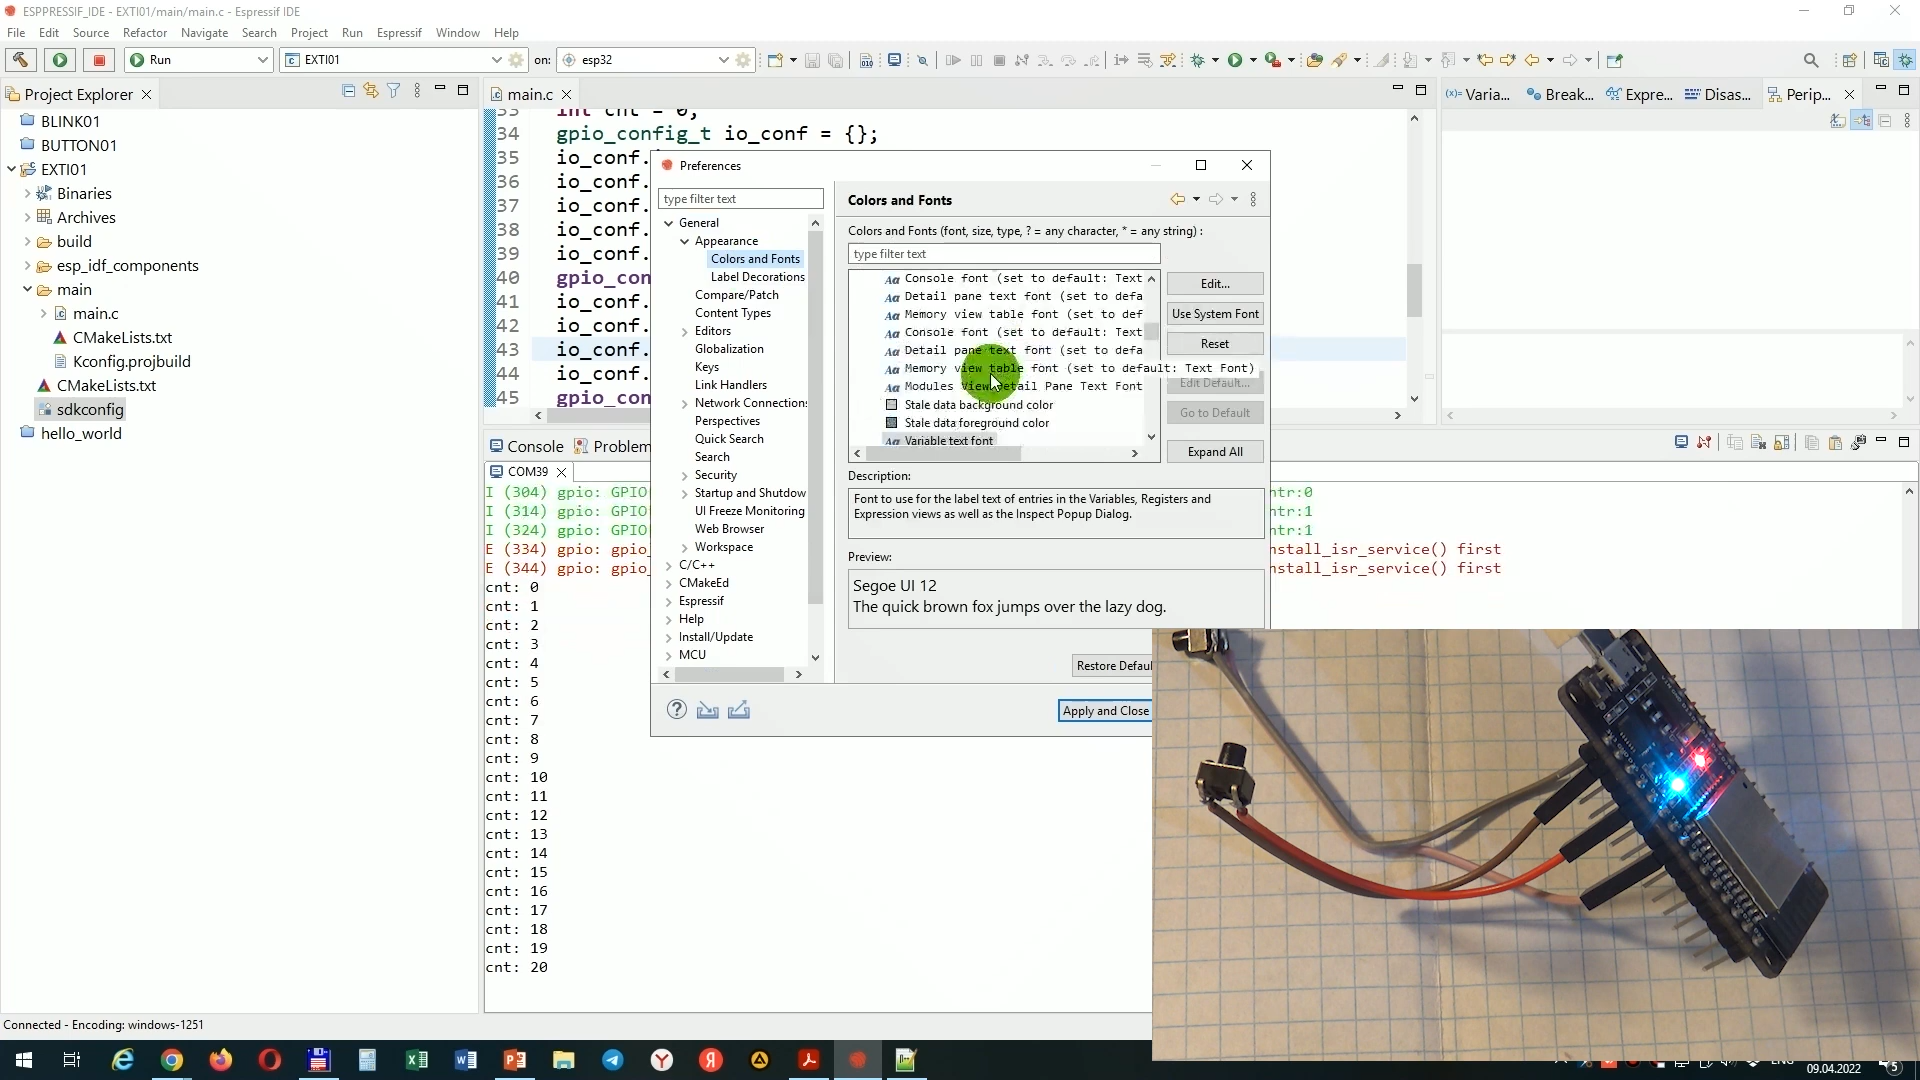 ESPPRESSIF_IDE - EXTI01/main/main.c - Espressif IDE
File Edit Source Refactor Navigate Search Project Run Espressif Window Help
Run EXTI01 on: esp32
Project Explorer
BLINK01
BUTTON01
EXTI01
Binaries
Archives
build
esp_idf_components
main
main.c
CMakeLists.txt
Kconfig.projbuild
CMakeLists.txt
sdkconfig
hello_world
main.c
33 int cnt = 0;
34 gpio_config_t io_conf = {};
35 io_conf.
36 io_conf.
37 io_conf.
38 io_conf.
39 io_conf.
40 gpio_con
41 io_conf.
42 io_conf.
43 io_conf.
44 io_conf.
45 gpio_con
(x)= Varia... Break... Expre... Disas... Perip...
Preferences
type filter text
General
Appearance
Colors and Fonts
Label Decorations
Compare/Patch
Content Types
Editors
Globalization
Keys
Link Handlers
Network Connection
Perspectives
Quick Search
Search
Security
Startup and Shutdow
UI Freeze Monitoring
Web Browser
Workspace
C/C++
CMakeEd
Espressif
Help
Install/Update
MCU
Colors and Fonts
Colors and Fonts (font, size, type, ? = any character, * = any string) :
type filter text
Aa Console font (set to default: Text
Aa Detail pane text font (set to defa
Aa Memory view table font (set to def
Aa Console font (set to default: Text
Aa Detail pane text font (set to defa
Aa Memory view table font (set to default: Text Font)
Aa Modules View Detail Pane Text Font
Stale data background color
Stale data foreground color
Aa Variable text font
Edit...
Use System Font
Reset
Edit Default...
Go to Default
Expand All
Description:
Font to use for the label text of entries in the Variables, Registers and
Expression views as well as the Inspect Popup Dialog.
Preview:
Segoe UI 12
The quick brown fox jumps over the lazy dog.
Restore Defaul
Apply and Close
Console Problem
COM39
I (304) gpio: GPIO ntr:0
I (314) gpio: GPIO ntr:1
I (324) gpio: GPIO ntr:1
E (334) gpio: gpio_ nstall_isr_service() first
E (344) gpio: gpio_ nstall_isr_service() first
cnt: 0
cnt: 1
cnt: 2
cnt: 3
cnt: 4
cnt: 5
cnt: 6
cnt: 7
cnt: 8
cnt: 9
cnt: 10
cnt: 11
cnt: 12
cnt: 13
cnt: 14
cnt: 15
cnt: 16
cnt: 17
cnt: 18
cnt: 19
cnt: 20
Connected - Encoding: windows-1251
ENG
09.04.2022
5